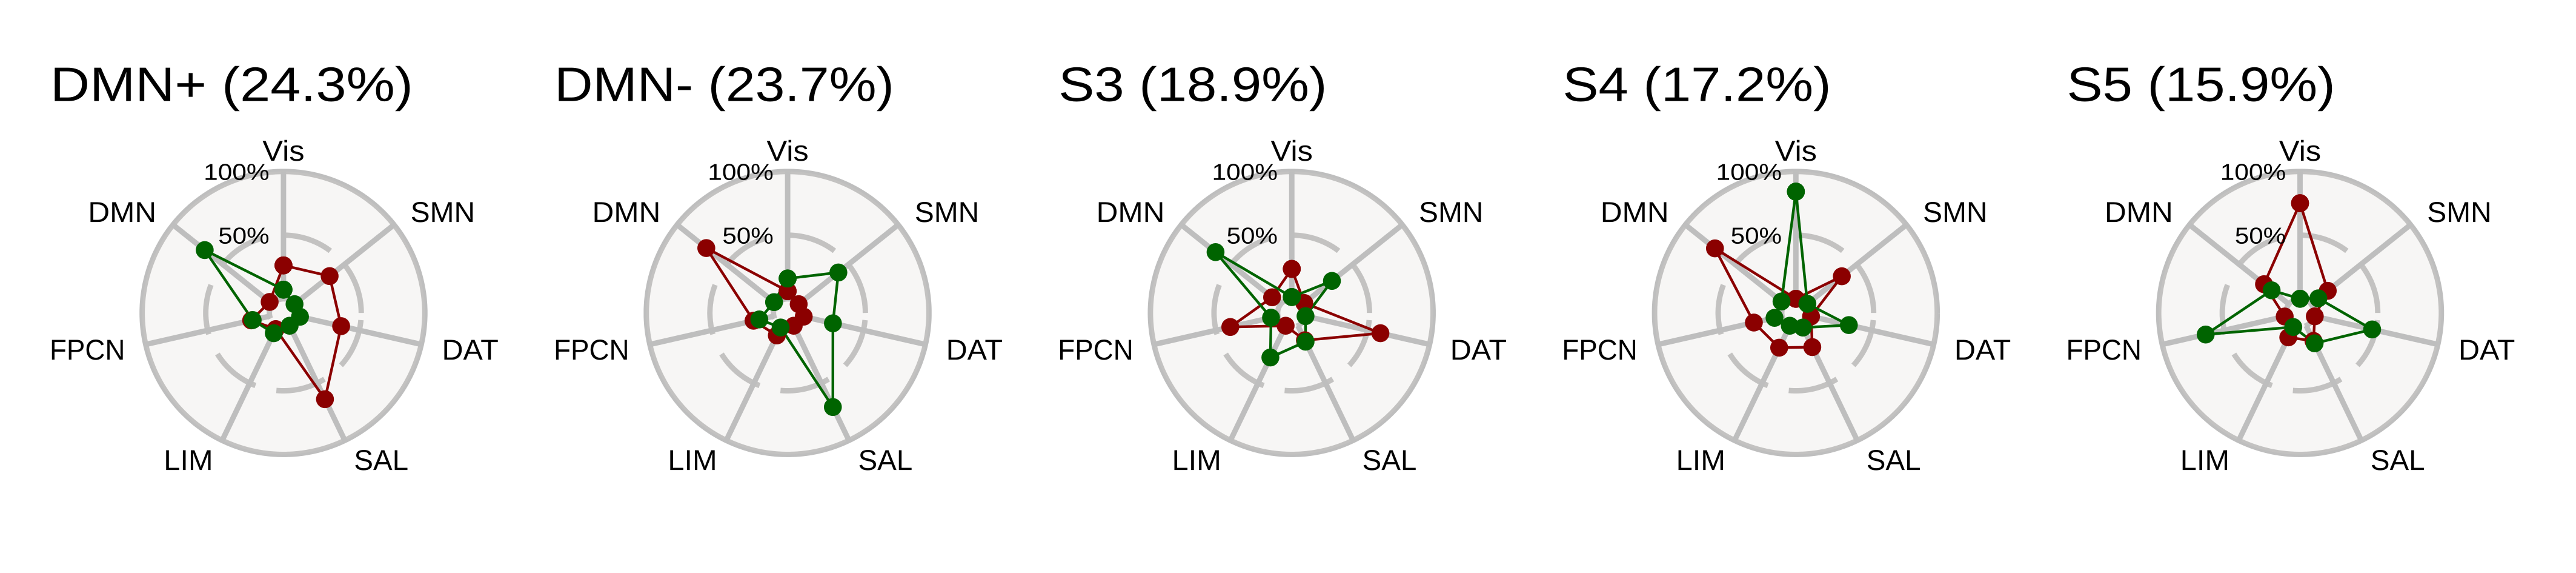 DMN+ (24.3%)
Vis
100%
50%
DMN
SMN
FPCN
DAT
LIM
SAL
DMN- (23.7%)
Vis
100%
50%
DMN
SMN
FPCN
DAT
LIM
SAL
S3 (18.9%)
Vis
100%
50%
DMN
SMN
FPCN
DAT
LIM
SAL
S4 (17.2%)
Vis
100%
50%
DMN
SMN
FPCN
DAT
LIM
SAL
S5 (15.9%)
Vis
100%
50%
DMN
SMN
FPCN
DAT
LIM
SAL